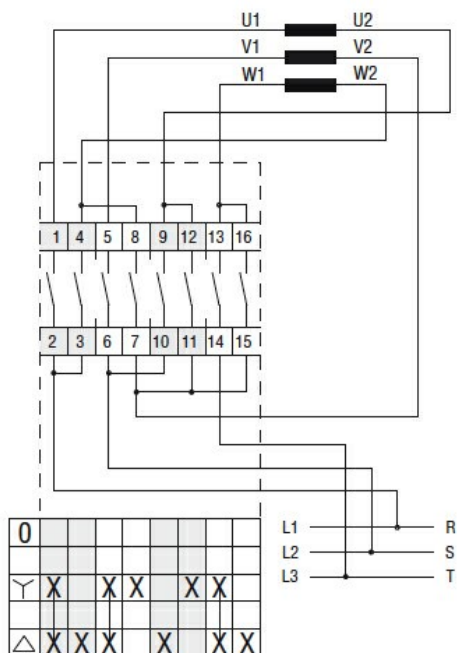 U1 U2
V1 V2
W1 W2
1 4 5 8 9 12 13 16
2 3 6 7 10 11 14 15
L1 R
L2 S
L3 T
0
Y X X X X X
△ X X X X X X